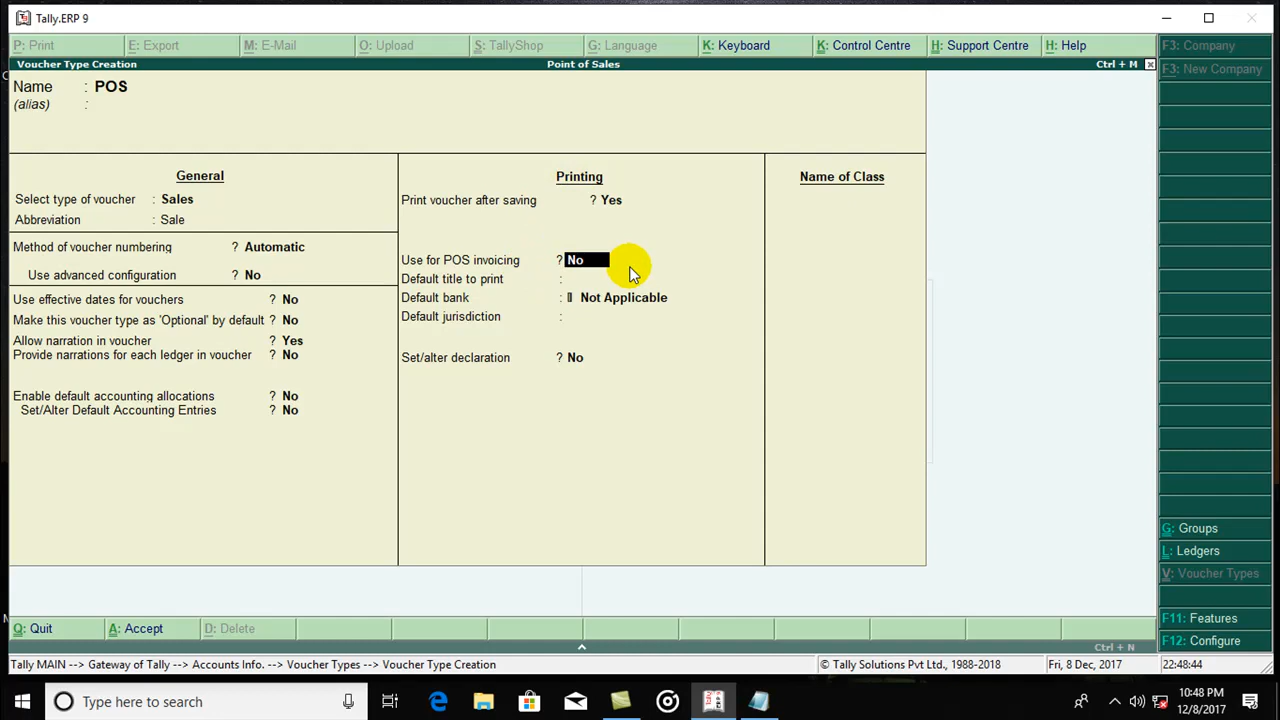 Tally.ERP 9
P: Print
E: Export
M: E-Mail
O: Upload
S: TallyShop
G: Language
K: Keyboard
K: Control Centre
H: Support Centre
H: Help
F3: Company
F3: New Company
Voucher Type Creation
Point of Sales
Ctrl + M
Name : POS
(alias) :
General
Select type of voucher : Sales
Abbreviation : Sale
Method of voucher numbering ? Automatic
Use advanced configuration ? No
Use effective dates for vouchers ? No
Make this voucher type as 'Optional' by default ? No
Allow narration in voucher ? Yes
Provide narrations for each ledger in voucher ? No
Enable default accounting allocations ? No
Set/Alter Default Accounting Entries ? No
Printing
Print voucher after saving ? Yes
Use for POS invoicing ? No
Default title to print :
Default bank : Not Applicable
Default jurisdiction :
Set/alter declaration ? No
Name of Class
G: Groups
L: Ledgers
V: Voucher Types
F11: Features
F12: Configure
Q: Quit
A: Accept
D: Delete
Ctrl + N
Tally MAIN --> Gateway of Tally --> Accounts Info. --> Voucher Types --> Voucher Type Creation
© Tally Solutions Pvt Ltd., 1988-2018
Fri, 8 Dec, 2017
22:48:44
Type here to search
10:48 PM
12/8/2017